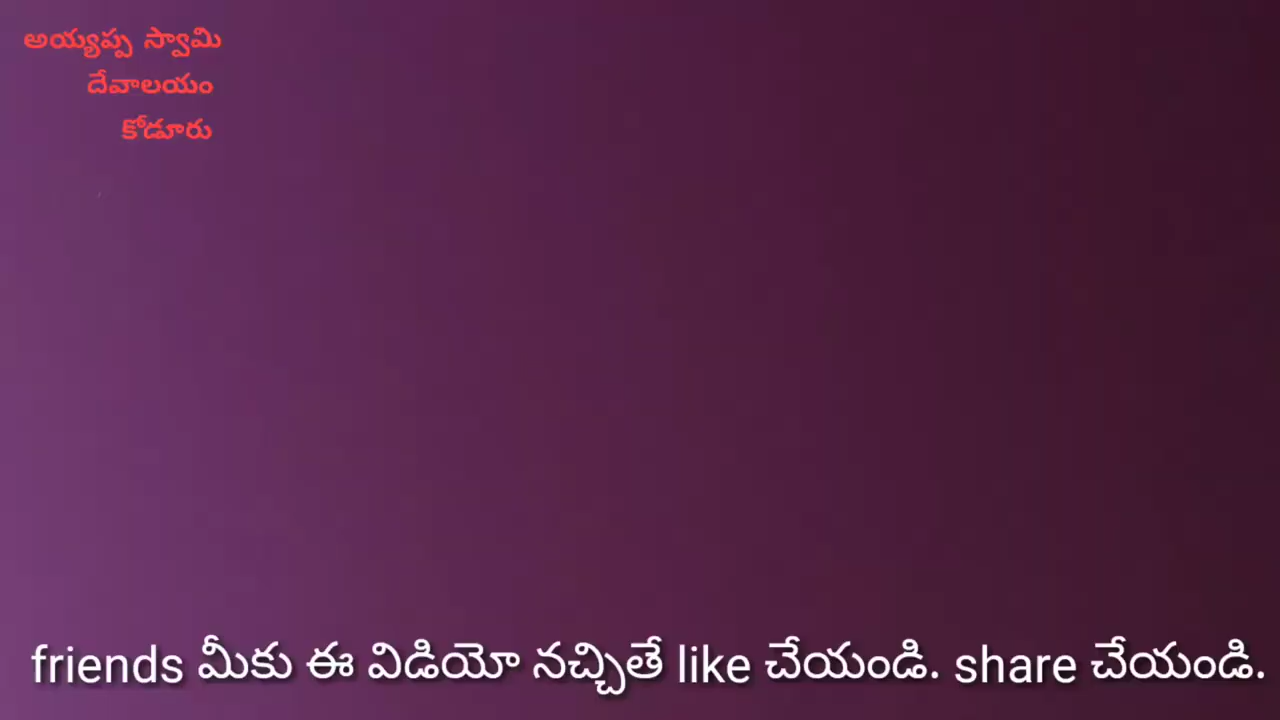 అయ్యప్ప స్వామి
దేవాలయం
కోడూరు
friends మీకు ఈ విడియో నచ్చితే like చేయండి. share చేయండి.